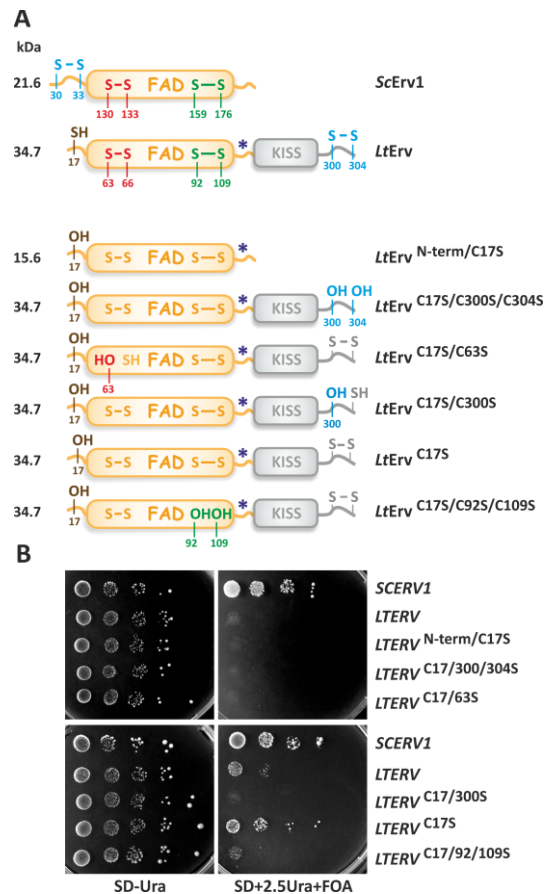 A
kDa
S–S
21.6 S–S FAD S–S ScErv1
30 33
130 133 159 176
SH S–S
34.7 S–S FAD S–S * KISS LtErv
17 300 304
63 66 92 109
OH
15.6 S–S FAD S–S * LtErv N-term/C17S
17
OH OH OH
34.7 S–S FAD S–S * KISS LtErv C17S/C300S/C304S
17 300 304
OH S–S
34.7 HO SH FAD S–S * KISS LtErv C17S/C63S
17
63
OH OH SH
34.7 S–S FAD S–S * KISS LtErv C17S/C300S
17 300
OH S–S
34.7 S–S FAD S–S * KISS LtErv C17S
17
OH S–S
34.7 S–S FAD OHOH * KISS LtErv C17S/C92S/C109S
17
92 109
B
SCERV1
LTERV
LTERV N-term/C17S
LTERV C17/300/304S
LTERV C17/63S
SCERV1
LTERV
LTERV C17/300S
LTERV C17S
LTERV C17/92/109S
SD-Ura SD+2.5Ura+FOA